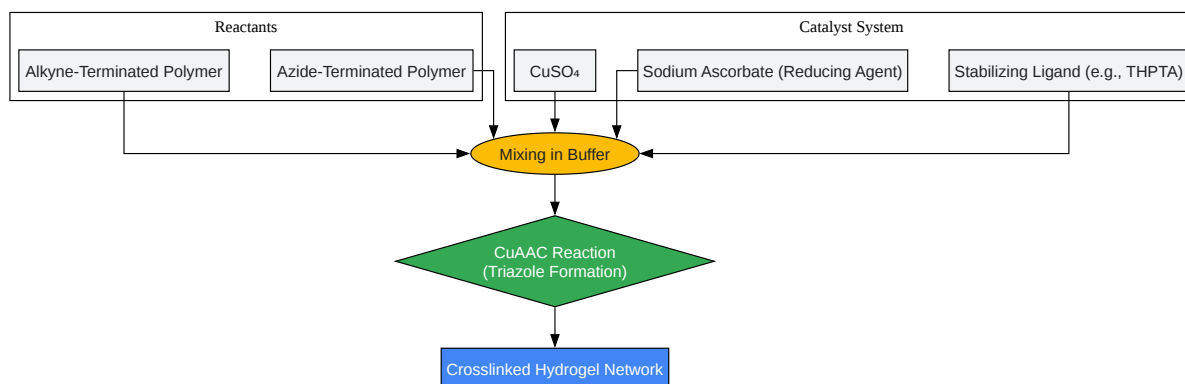 Reactants
Catalyst System
Alkyne-Terminated Polymer
Azide-Terminated Polymer
CuSO₄
Sodium Ascorbate (Reducing Agent)
Stabilizing Ligand (e.g., THPTA)
Mixing in Buffer
CuAAC Reaction
(Triazole Formation)
Crosslinked Hydrogel Network